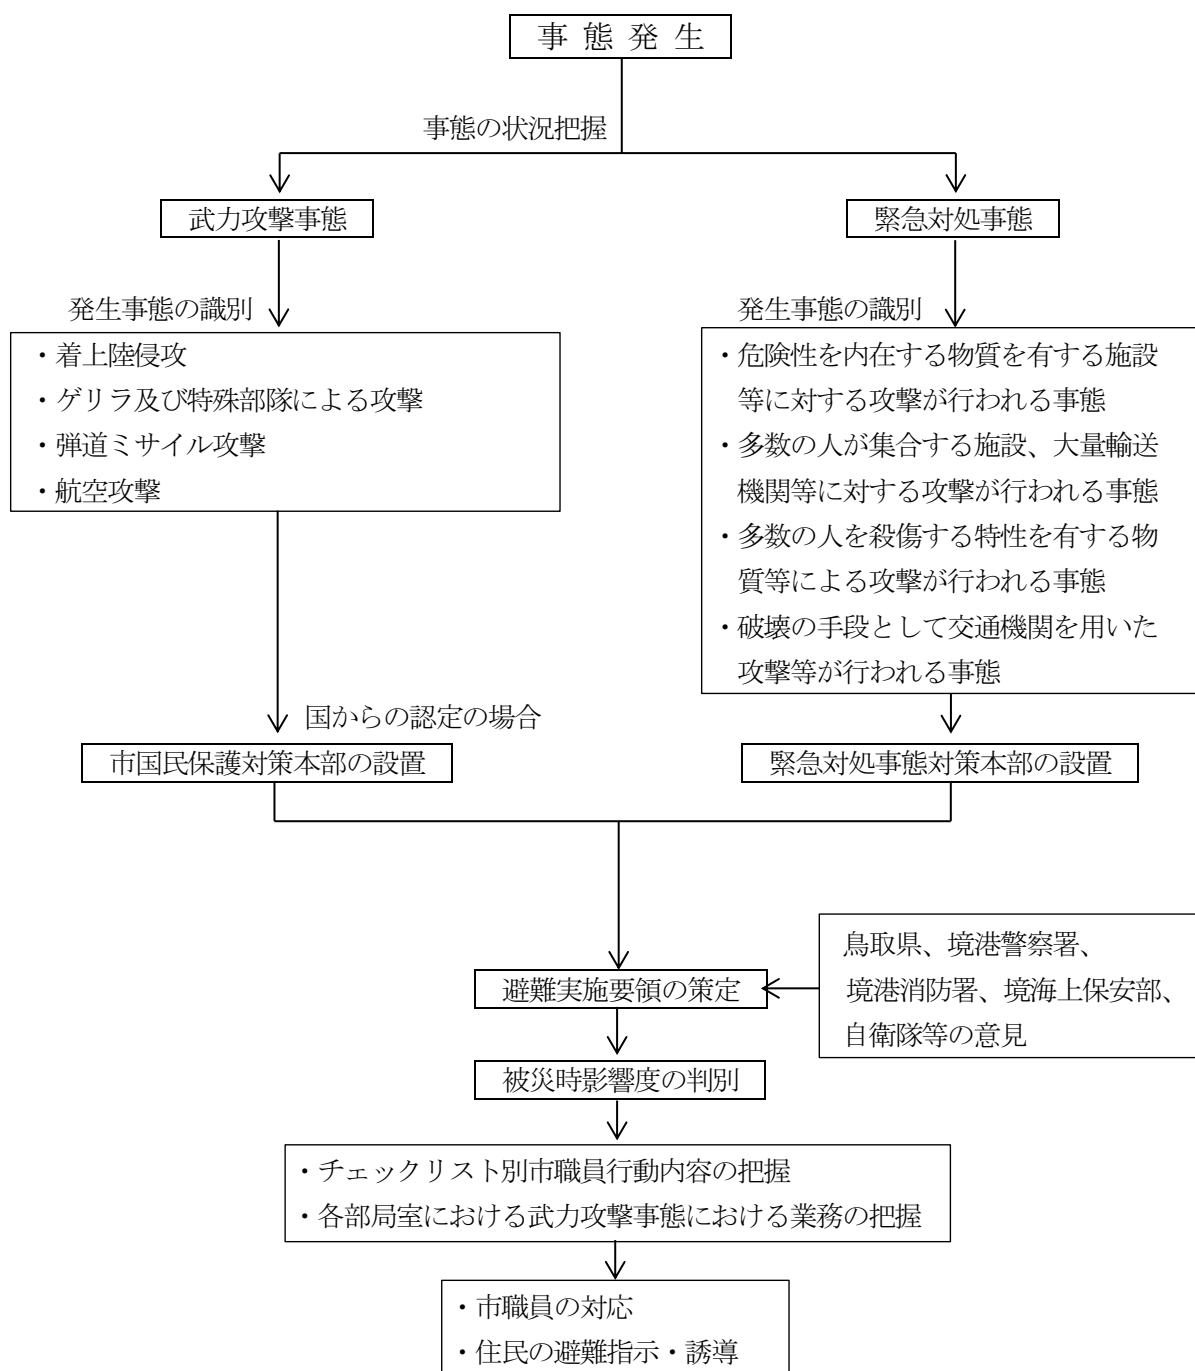 事態発生
事態の状況把握
武力攻撃事態
緊急対処事態
発生事態の識別
・着上陸侵攻
・ゲリラ及び特殊部隊による攻撃
・弾道ミサイル攻撃
・航空攻撃
発生事態の識別
・危険性を内在する物質を有する施設
等に対する攻撃が行われる事態
・多数の人が集合する施設、大量輸送
機関等に対する攻撃が行われる事態
・多数の人を殺傷する特性を有する物
質等による攻撃が行われる事態
・破壊の手段として交通機関を用いた
攻撃等が行われる事態
国からの認定の場合
市国民保護対策本部の設置
緊急対処事態対策本部の設置
鳥取県、境港警察署、
境港消防署、境海上保安部、
自衛隊等の意見
避難実施要領の策定
被災時影響度の判別
・チェックリスト別市職員行動内容の把握
・各部局室における武力攻撃事態における業務の把握
・市職員の対応
・住民の避難指示・誘導